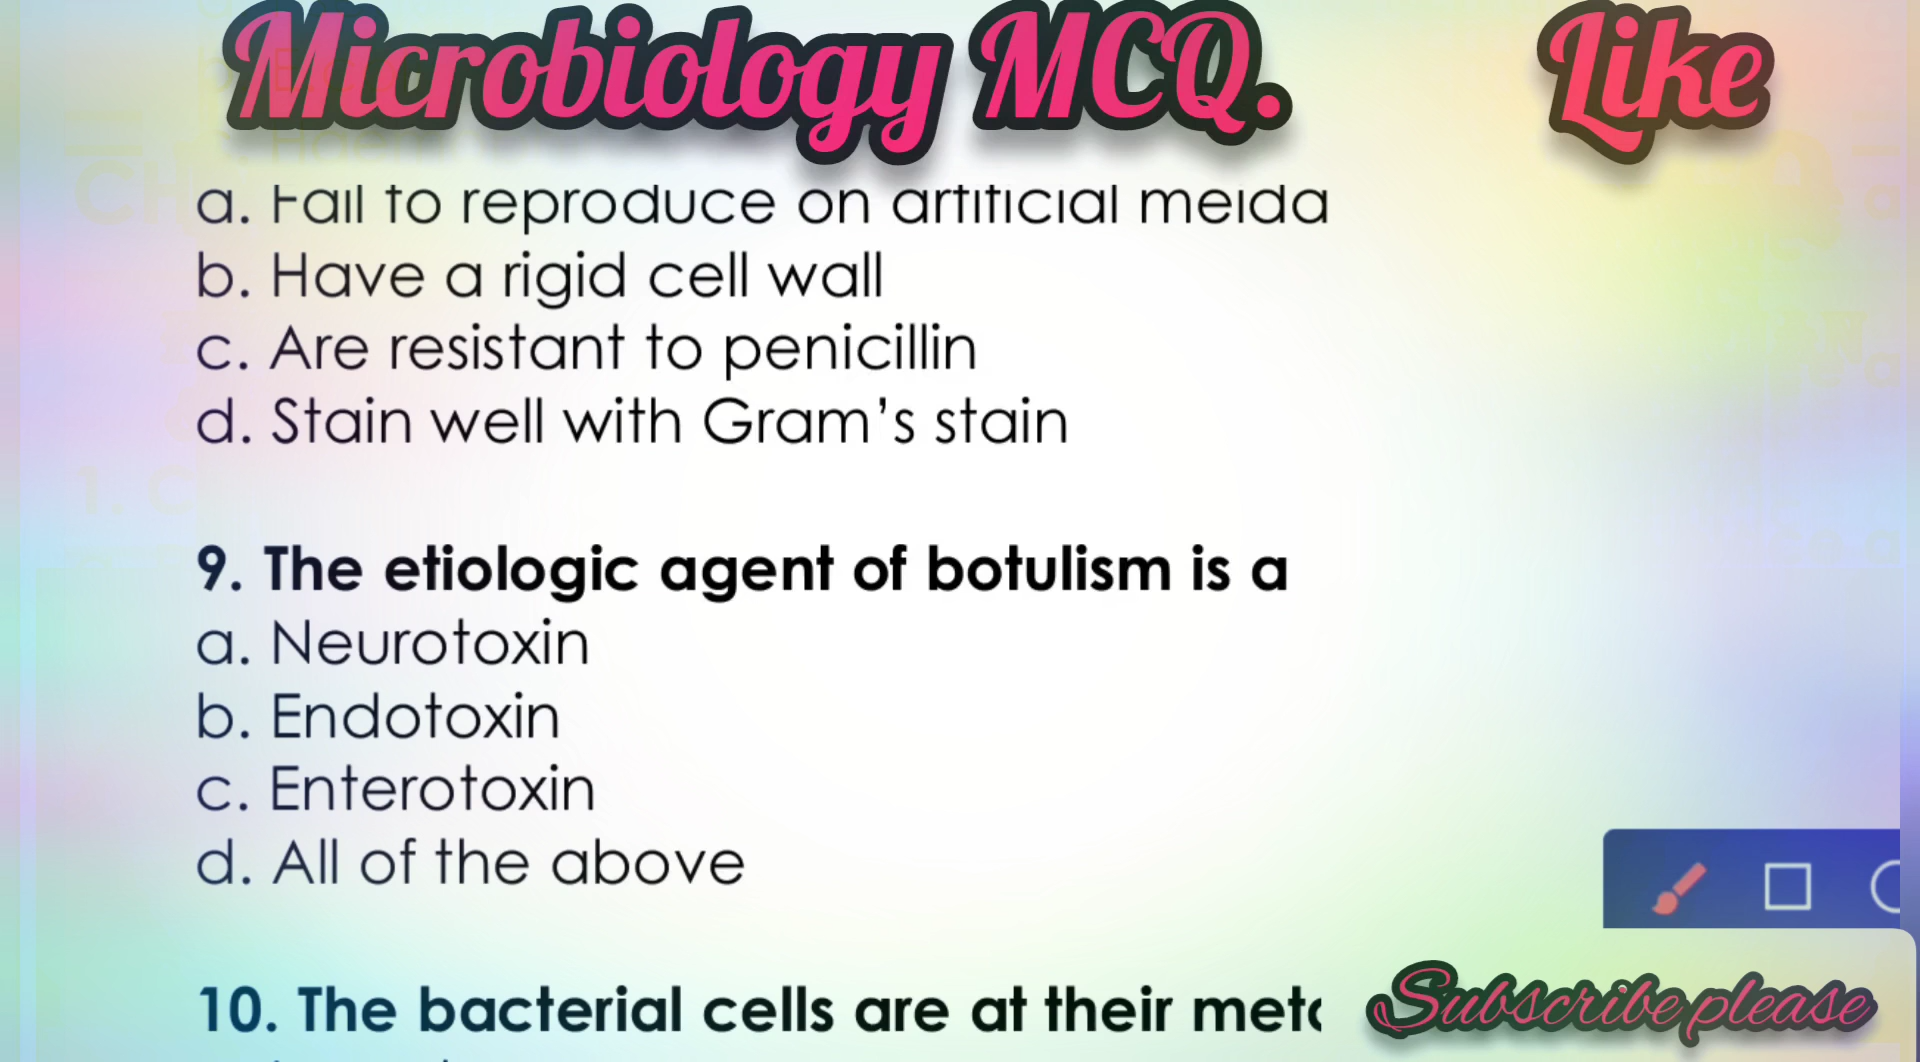 Microbiology MCQ. Like
a. Fail to reproduce on artificial meida
b. Have a rigid cell wall
c. Are resistant to penicillin
d. Stain well with Gram’s stain
9. The etiologic agent of botulism is a
a. Neurotoxin
b. Endotoxin
c. Enterotoxin
d. All of the above
10. The bacterial cells are at their
Subscribe please